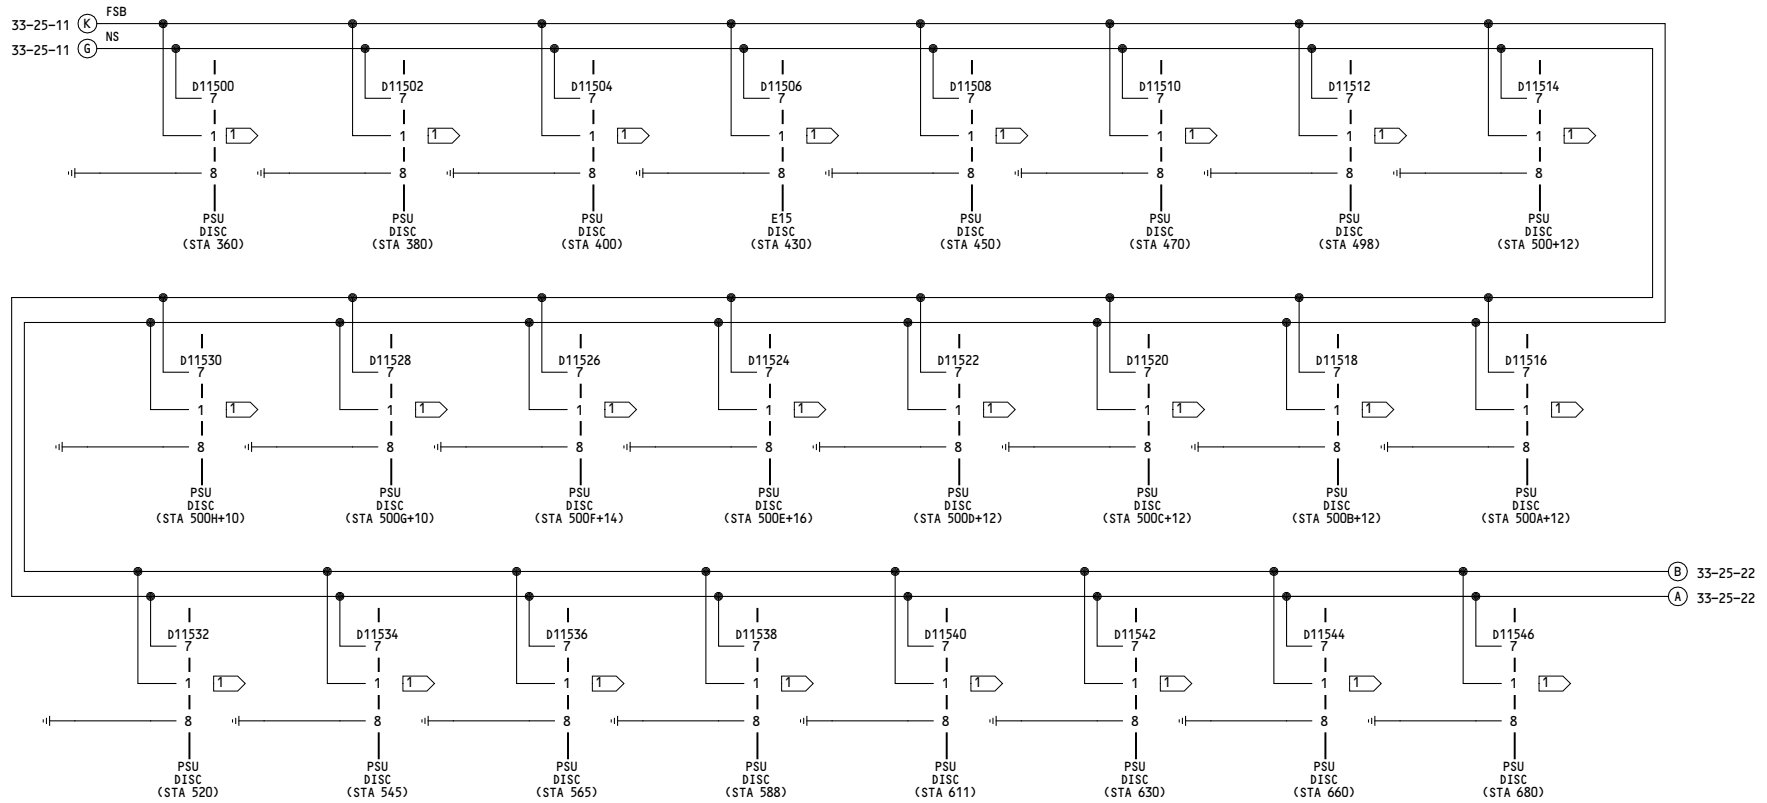 33-25-11 K FSB
33-25-11 G NS
D11500 D11502 D11504 D11506 D11508 D11510 D11512 D11514
7 7 7 7 7 7 7 7
1 1 1 1 1 1 1 1 1 1 1 1 1 1 1 1
8 8 8 8 8 8 8 8
PSU PSU PSU E15 PSU PSU PSU PSU
DISC DISC DISC DISC DISC DISC DISC DISC
(STA 360) (STA 380) (STA 400) (STA 430) (STA 450) (STA 470) (STA 498) (STA 500+12)
D11530 D11528 D11526 D11524 D11522 D11520 D11518 D11516
7 7 7 7 7 7 7 7
1 1 1 1 1 1 1 1 1 1 1 1 1 1 1 1
8 8 8 8 8 8 8 8
PSU PSU PSU PSU PSU PSU PSU PSU
DISC DISC DISC DISC DISC DISC DISC DISC
(STA 500H+10) (STA 500G+10) (STA 500F+14) (STA 500E+16) (STA 500D+12) (STA 500C+12) (STA 500B+12) (STA 500A+12)
B 33-25-22
A 33-25-22
D11532 D11534 D11536 D11538 D11540 D11542 D11544 D11546
7 7 7 7 7 7 7 7
1 1 1 1 1 1 1 1 1 1 1 1 1 1 1 1
8 8 8 8 8 8 8 8
PSU PSU PSU PSU PSU PSU PSU PSU
DISC DISC DISC DISC DISC DISC DISC DISC
(STA 520) (STA 545) (STA 565) (STA 588) (STA 611) (STA 630) (STA 660) (STA 680)